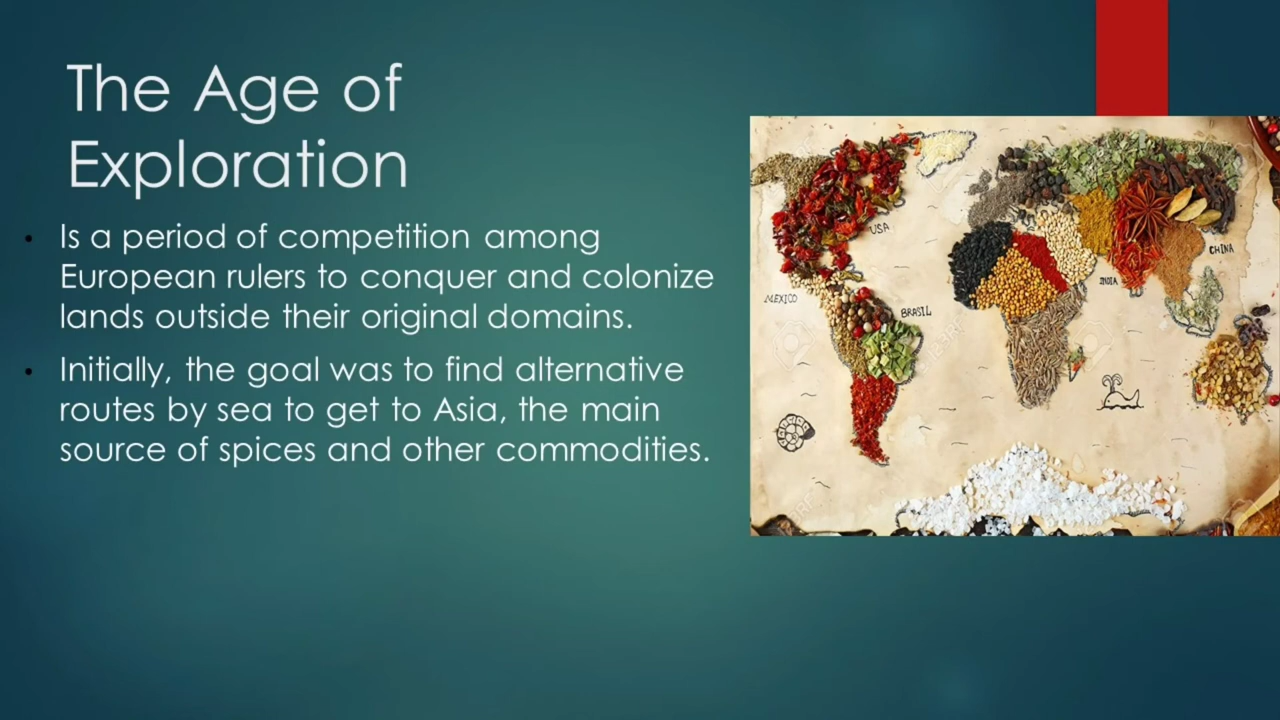 The Age of
Exploration
• Is a period of competition among
European rulers to conquer and colonize
lands outside their original domains.
• Initially, the goal was to find alternative
routes by sea to get to Asia, the main
source of spices and other commodities.
USA
MEXICO
BRASIL
INDIA
CHINA